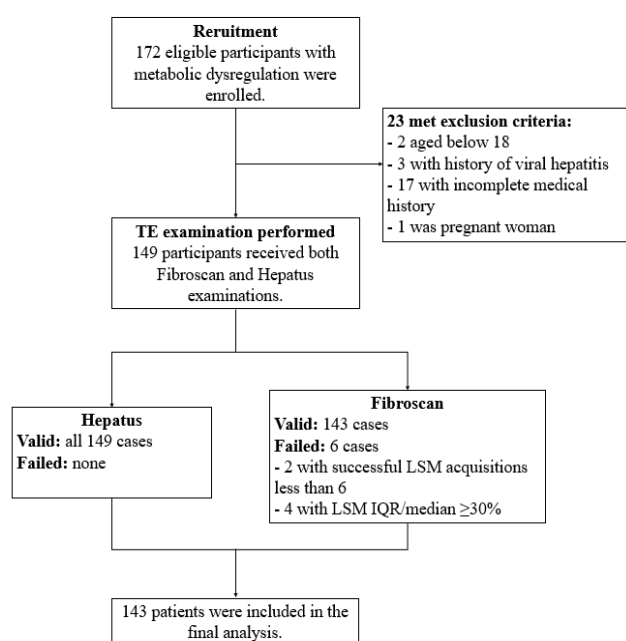 Reruitment
172 eligible participants with
metabolic dysregulation were
enrolled.
23 met exclusion criteria:
- 2 aged below 18
- 3 with history of viral hepatitis
- 17 with incomplete medical
history
- 1 was pregnant woman
TE examination performed
149 participants received both
Fibroscan and Hepatus
examinations.
Hepatus
Valid: all 149 cases
Failed: none
Fibroscan
Valid: 143 cases
Failed: 6 cases
- 2 with successful LSM acquisitions
less than 6
- 4 with LSM IQR/median ≥30%
143 patients were included in the
final analysis.